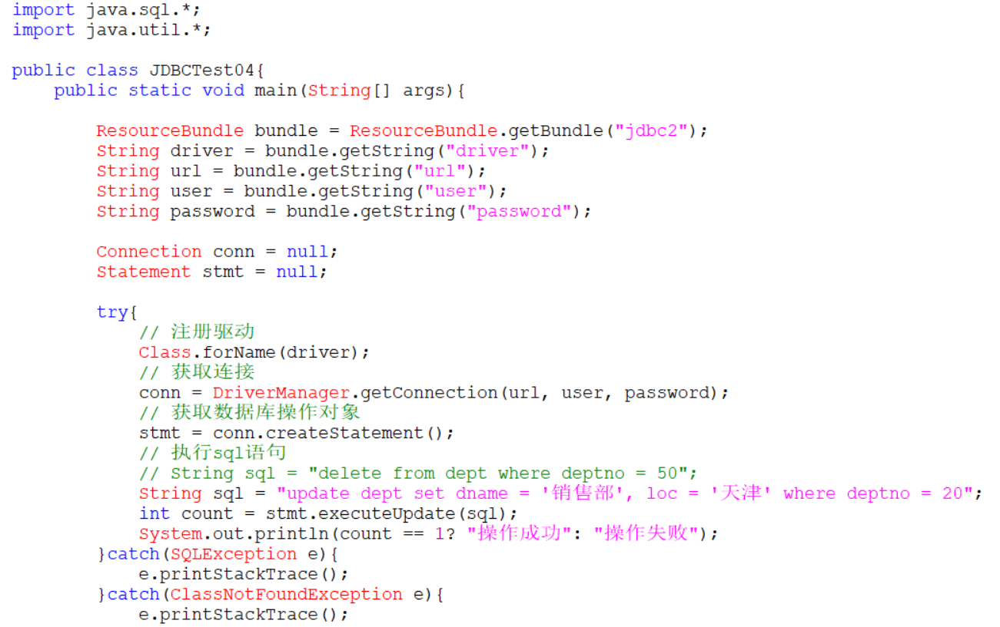 import java.sql.*;
import java.util.*;
public class JDBCTest04{
public static void main(String[] args){
ResourceBundle bundle = ResourceBundle.getBundle("jdbc2");
String driver = bundle.getString("driver");
String url = bundle.getString("url");
String user = bundle.getString("user");
String password = bundle.getString("password");
Connection conn = null;
Statement stmt = null;
try{
// 注册驱动
Class.forName(driver);
// 获取连接
conn = DriverManager.getConnection(url, user, password);
// 获取数据库操作对象
stmt = conn.createStatement();
// 执行sql语句
// String sql = "delete from dept where deptno = 50";
String sql = "update dept set dname = '销售部', loc = '天津' where deptno = 20";
int count = stmt.executeUpdate(sql);
System.out.println(count == 1? "操作成功": "操作失败");
}catch(SQLException e){
e.printStackTrace();
}catch(ClassNotFoundException e){
e.printStackTrace();